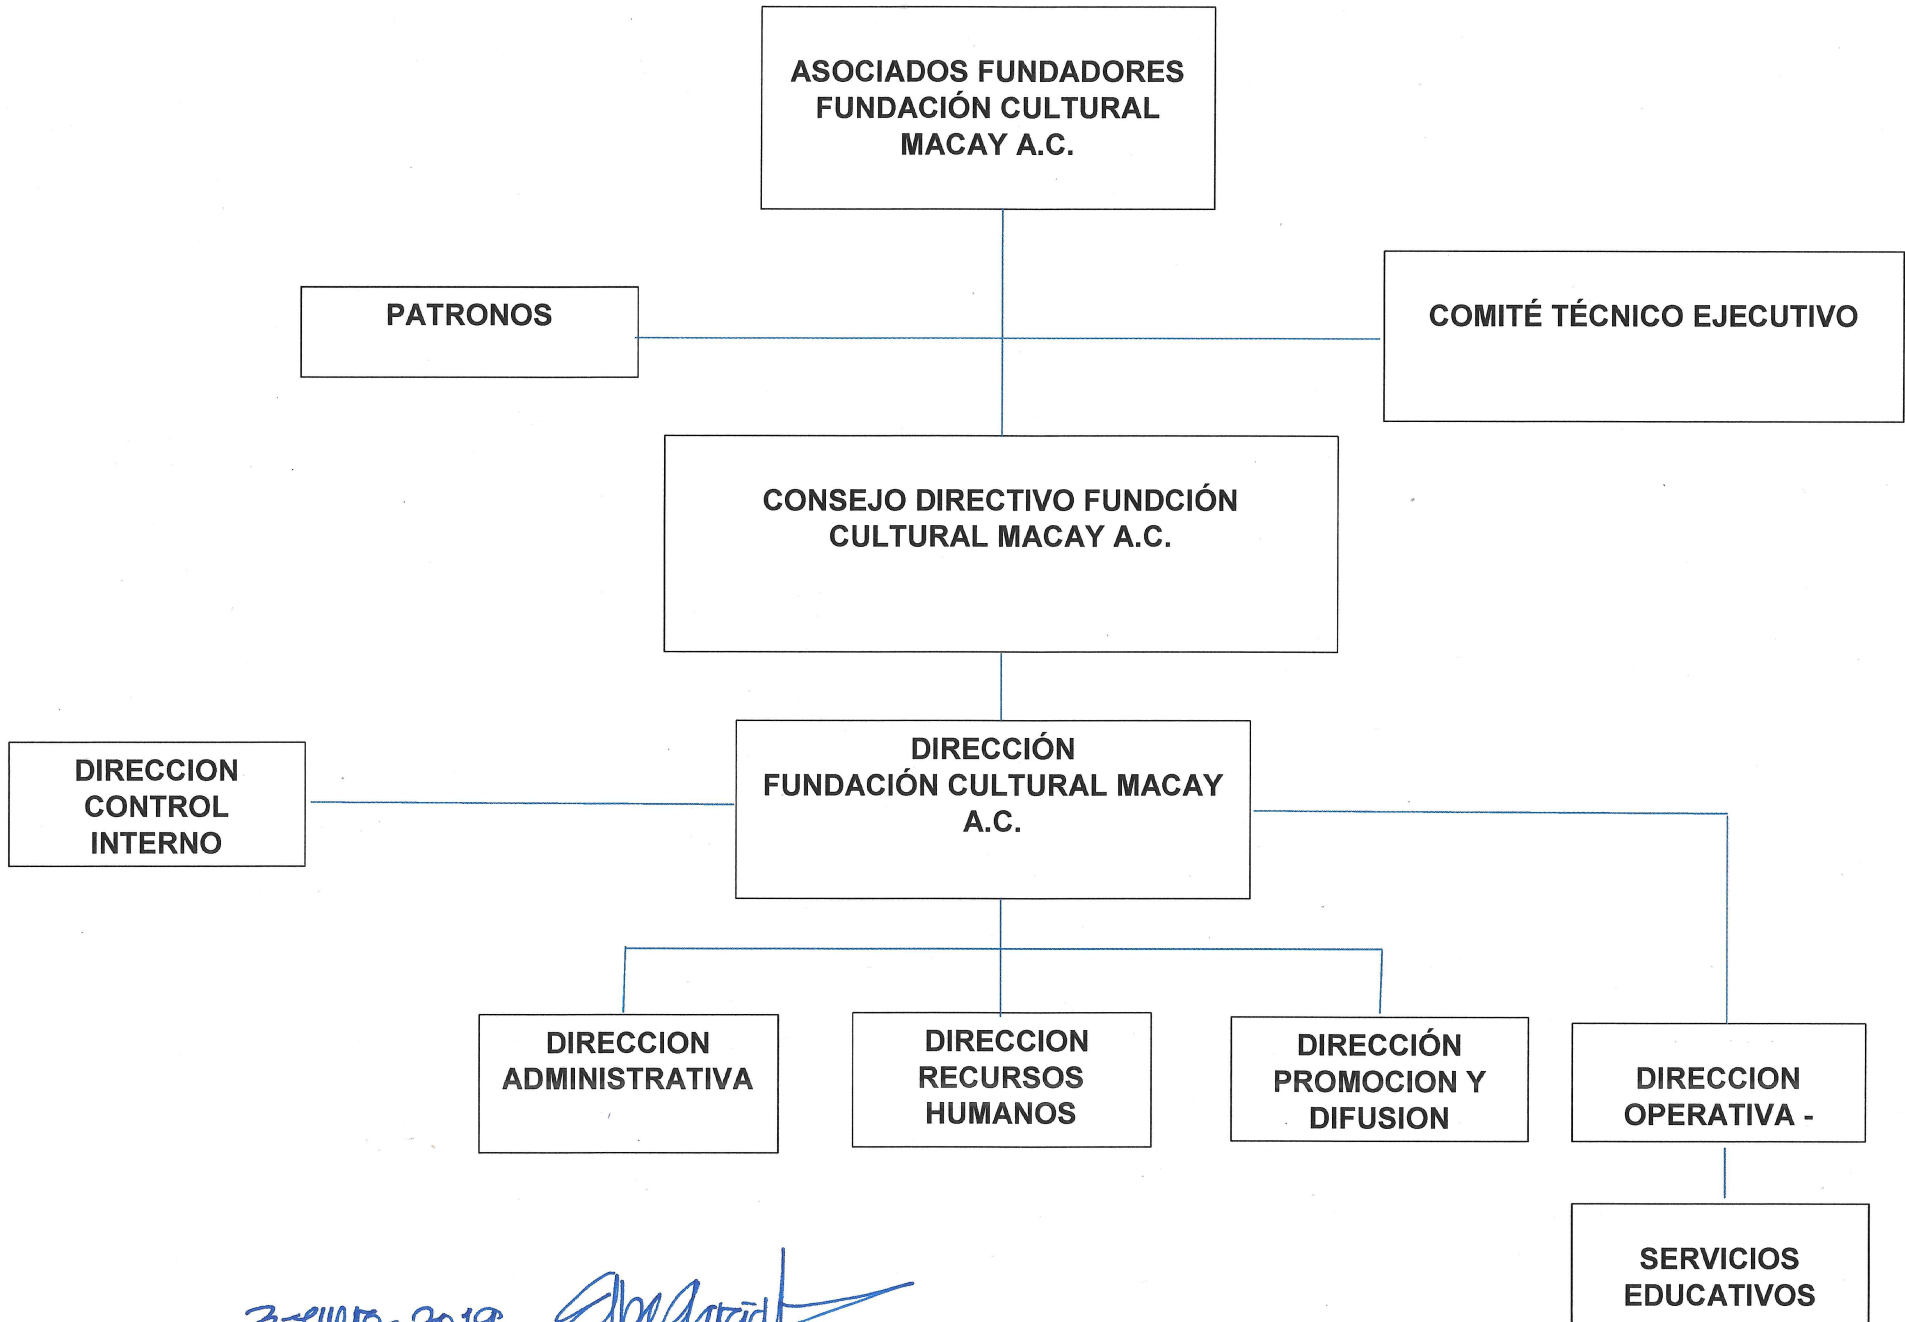 ASOCIADOS FUNDADORES
FUNDACIÓN CULTURAL
MACAY A.C.
PATRONOS
COMITÉ TÉCNICO EJECUTIVO
CONSEJO DIRECTIVO FUNDCIÓN
CULTURAL MACAY A.C.
DIRECCION
CONTROL
INTERNO
DIRECCIÓN
FUNDACIÓN CULTURAL MACAY
A.C.
DIRECCION
ADMINISTRATIVA
DIRECCION
RECURSOS
HUMANOS
DIRECCIÓN
PROMOCION Y
DIFUSION
DIRECCION
OPERATIVA -
SERVICIOS
EDUCATIVOS